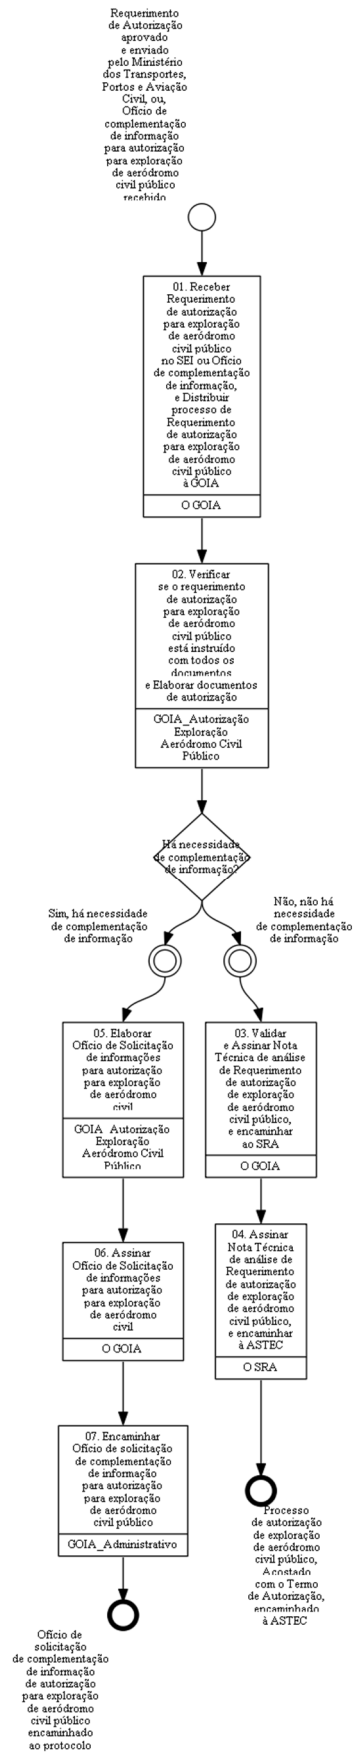 Requerimento
de Autorização
aprovado
e enviado
pelo Ministério
dos Transportes,
Portos e Aviação
Civil, ou,
Ofício de
complementação
de informação
para autorização
para exploração
de aeródromo
civil público
recebido
01. Receber
Requerimento
de autorização
para exploração
de aeródromo
civil público
no SEI ou Ofício
de complementação
de informação,
e Distribuir
processo de
Requerimento
de autorização
para exploração
de aeródromo
civil público
à GOIA
O GOIA
02. Verificar
se o requerimento
de autorização
para exploração
de aeródromo
civil público
está instruído
com todos os
documentos
e Elaborar documentos
de autorização
GOIA_Autorização
Exploração
Aeródromo Civil
Público
Há necessidade
de complementação
de informação?
Sim, há necessidade
de complementação
de informação
Não, não há
necessidade
de complementação
de informação
05. Elaborar
Ofício de Solicitação
de informações
para autorização
para exploração
de aeródromo
civil
GOIA_Autorização
Exploração
Aeródromo Civil
Público
03. Validar
e Assinar Nota
Técnica de análise
de Requerimento
de autorização
de exploração
de aeródromo
civil público,
e encaminhar
ao SRA
O GOIA
06. Assinar
Ofício de Solicitação
de informações
para autorização
para exploração
de aeródromo
civil
O GOIA
04. Assinar
Nota Técnica
de análise de
Requerimento
de autorização
de exploração
de aeródromo
civil público,
e encaminhar
à ASTEC
O SRA
07. Encaminhar
Ofício de solicitação
de complementação
de informação
para autorização
para exploração
de aeródromo
civil público
GOIA_Administrativo
Processo
de autorização
de exploração
de aeródromo
civil público,
Acostado
com o Termo
de Autorização,
encaminhado
à ASTEC
Ofício de
solicitação
de complementação
de informação
de autorização
para exploração
de aeródromo
civil público
encaminhado
ao protocolo